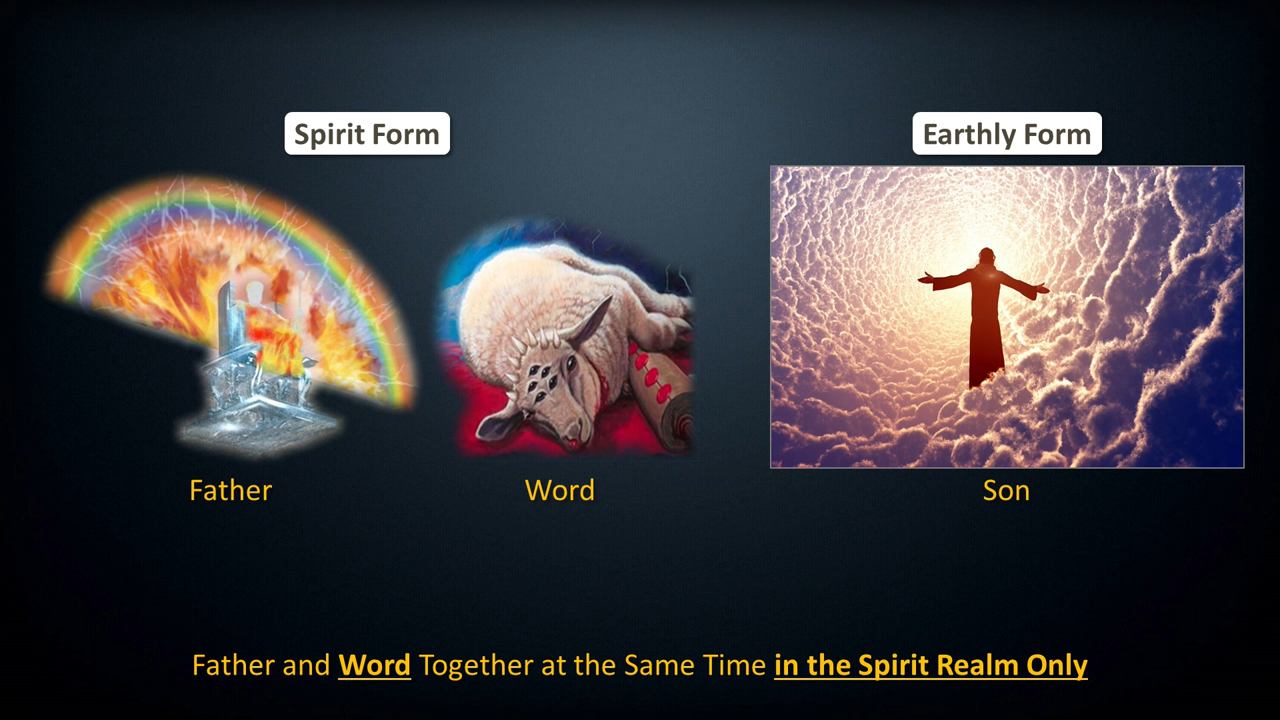 Spirit Form
Earthly Form
Father
Word
Son
Father and Word Together at the Same Time in the Spirit Realm Only